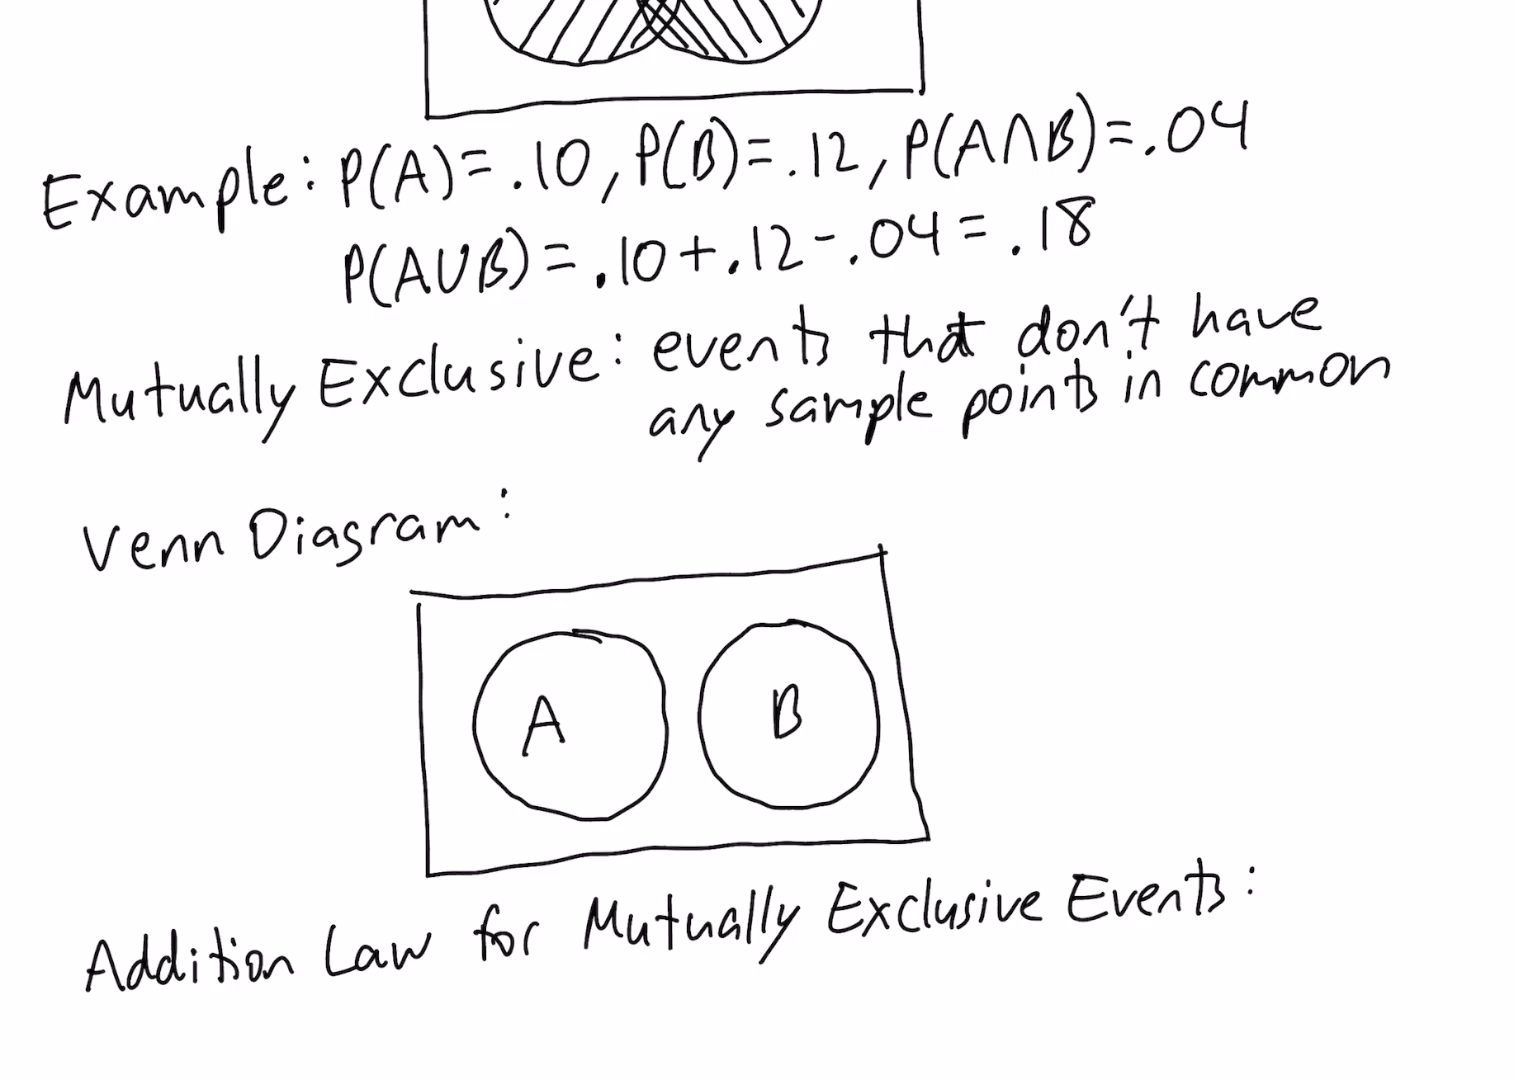 Example: P(A)=.10, P(B)=.12, P(A∩B)=.04
P(A∪B)=.10+.12-.04=.18
Mutually Exclusive: events that don't have
any sample points in common
Venn Diagram:
A B
Addition Law for Mutually Exclusive Events: